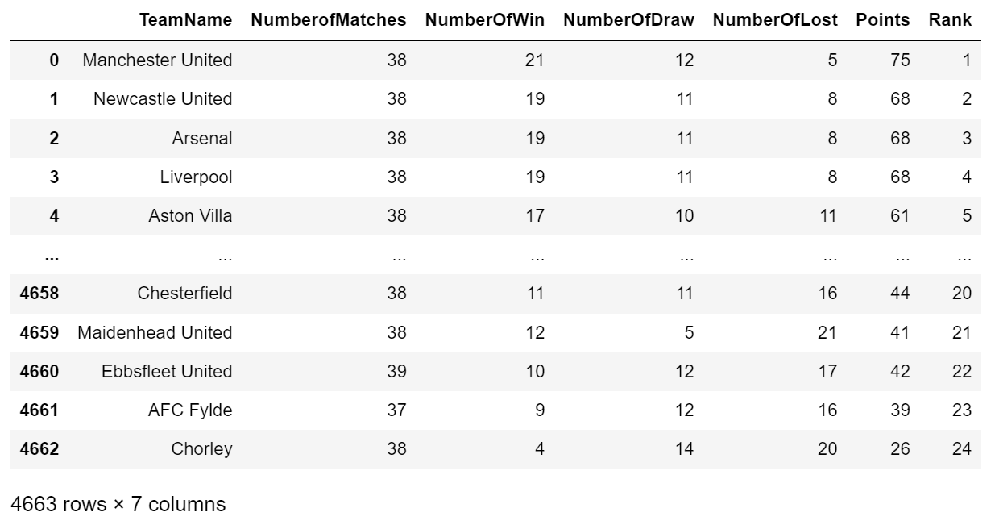 TeamName NumberofMatches NumberOfWin NumberOfDraw NumberOfLost Points Rank
0 Manchester United 38 21 12 5 75 1
1 Newcastle United 38 19 11 8 68 2
2 Arsenal 38 19 11 8 68 3
3 Liverpool 38 19 11 8 68 4
4 Aston Villa 38 17 10 11 61 5
... ... ... ... ... ... ... ...
4658 Chesterfield 38 11 11 16 44 20
4659 Maidenhead United 38 12 5 21 41 21
4660 Ebbsfleet United 39 10 12 17 42 22
4661 AFC Fylde 37 9 12 16 39 23
4662 Chorley 38 4 14 20 26 24
4663 rows × 7 columns